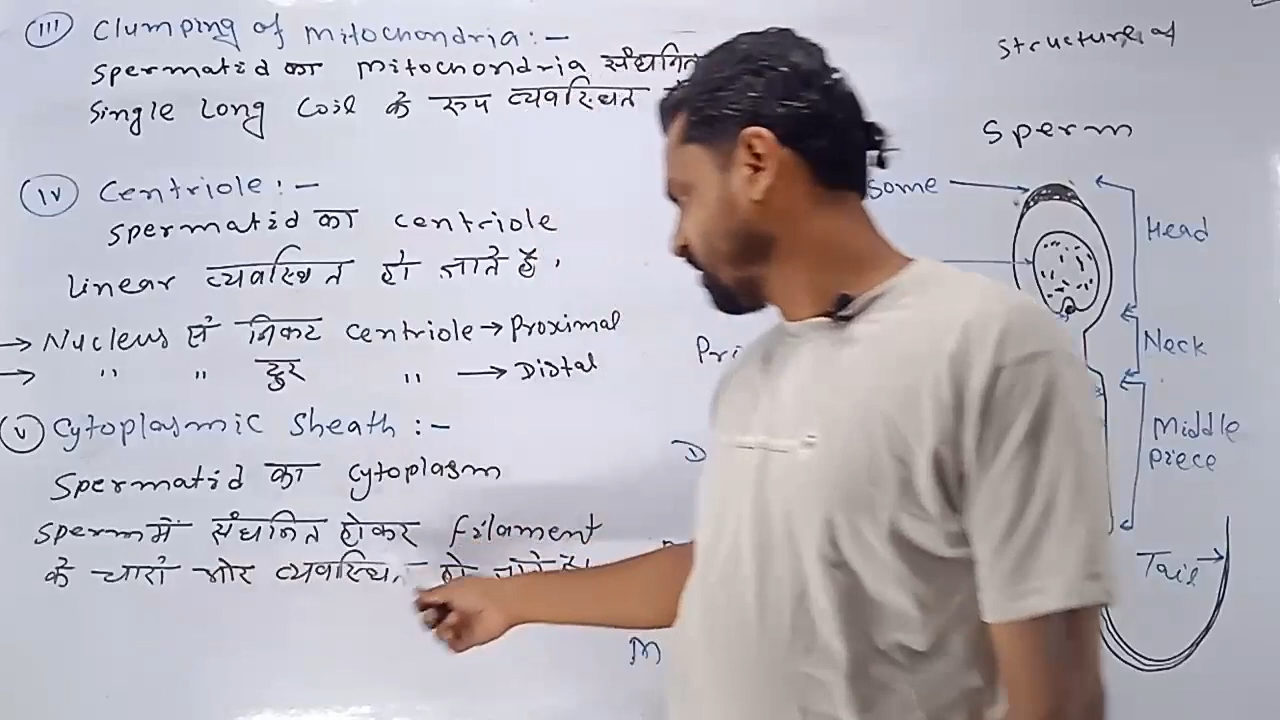 III) Clumping of mitochondria :-
Spermatid का mitochondria संघनित
single long coil के रूप व्यवस्थित
IV) Centriole :-
Spermatid का centriole
Linear व्यवस्थित हो जाते हैं .
→ Nucleus से निकट centriole → Proximal
→ " " दुर " → Distal
V) Cytoplasmic Sheath :-
Spermatid का cytoplasm
Sperm में संघनित होकर filament
के चारों ओर व्यवस्थित हो जाते हैं।
Structure of
Sperm
some
Head
Neck
Pri
Middle
piece
D
Tail
M